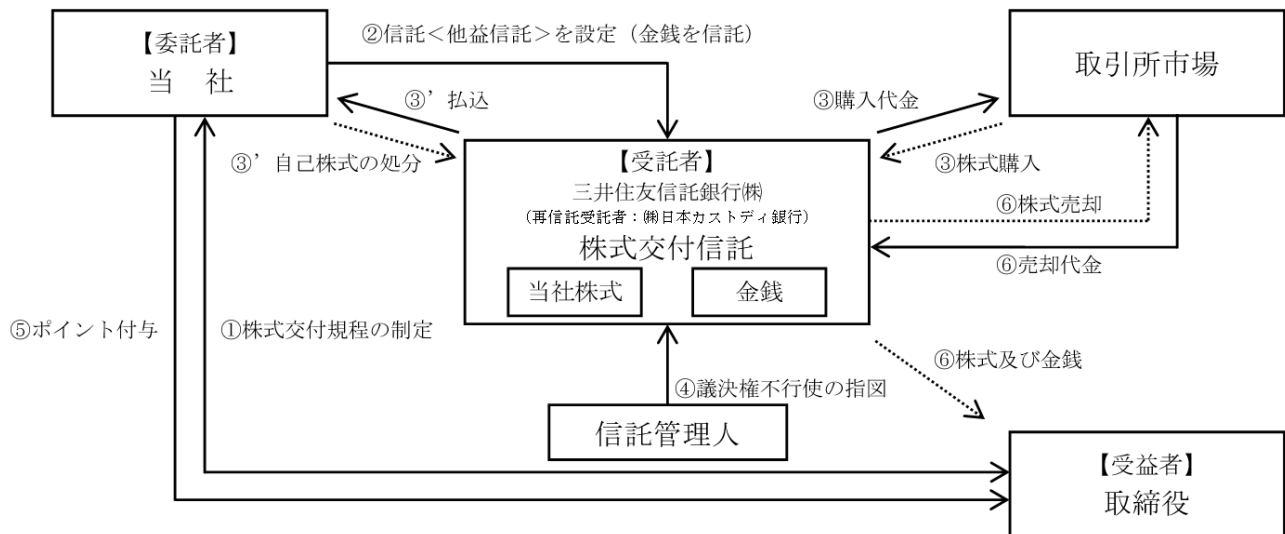 【委託者】
当 社
②信託<他益信託>を設定(金銭を信託)
取引所市場
③’払込
③購入代金
③’自己株式の処分
③株式購入
【受託者】
三井住友信託銀行㈱
(再信託受託者:㈱日本カストディ銀行)
株式交付信託
当社株式
金銭
⑥株式売却
⑥売却代金
⑤ポイント付与
①株式交付規程の制定
⑥株式及び金銭
④議決権不行使の指図
信託管理人
【受益者】
取締役